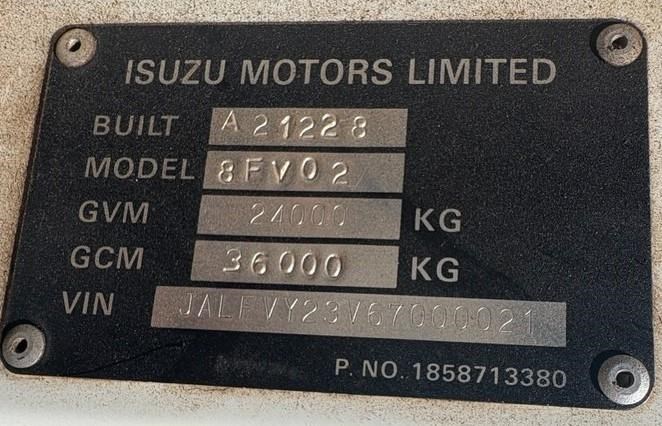 ISUZU MOTORS LIMITED
BUILT A21228
MODEL 8FV02
GVM 24000 KG
GCM 36000 KG
VIN JALFVY23V67000021
P. NO. 1858713380